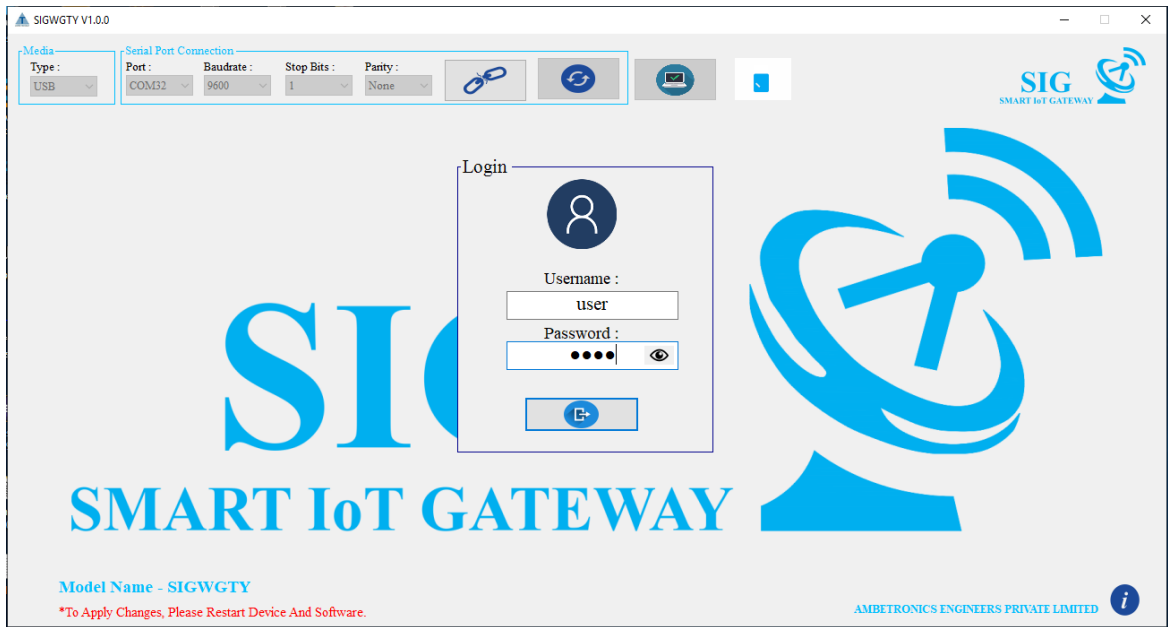 SIGWGTY V1.0.0
Media
Type :
USB
Serial Port Connection
Port : Baudrate : Stop Bits : Parity :
COM32 9600 1 None
SIG
SMART IoT GATEWAY
Login
Username :
user
Password :
●●●●
SIG
SMART IoT GATEWAY
Model Name - SIGWGTY
*To Apply Changes, Please Restart Device And Software.
AMBETRONICS ENGINEERS PRIVATE LIMITED
i